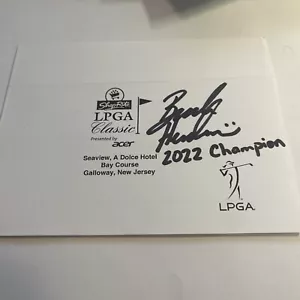 ShopRite
LPGA
Classic
Presented by
acer
Seaview, A Dolce Hotel
Bay Course
Galloway, New Jersey
2022 Champion
LPGA